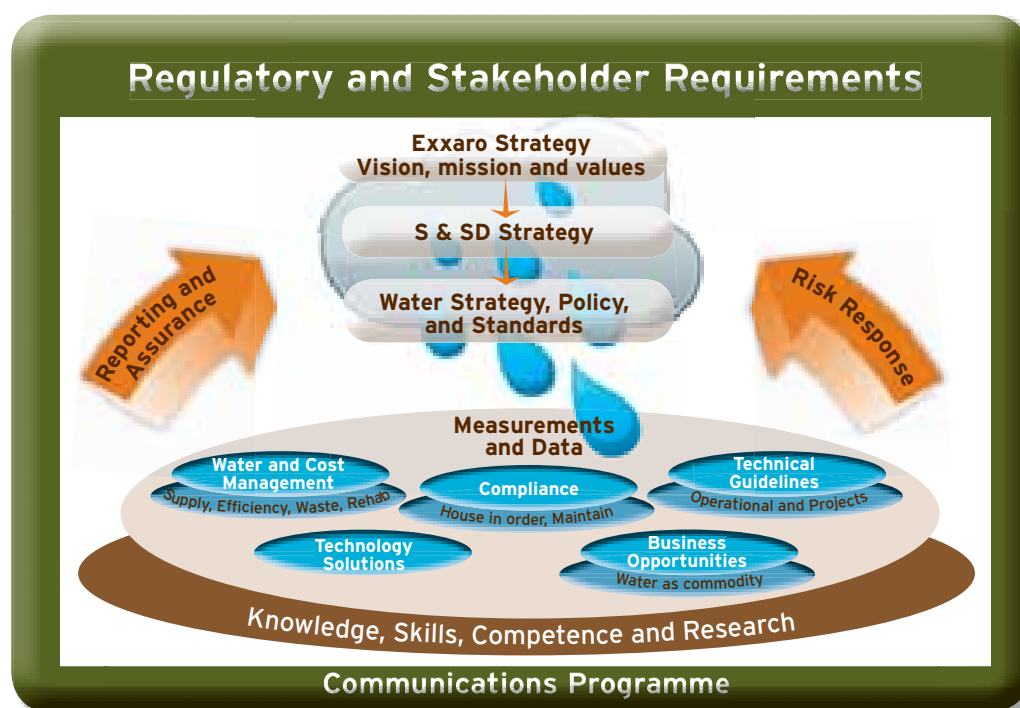 Regulatory and Stakeholder Requirements
Exxaro Strategy
Vision, mission and values
S & SD Strategy
Water Strategy, Policy,
and Standards
Reporting and
Assurance
Risk Response
Measurements
and Data
Water and Cost
Management
Supply, Efficiency, Waste, Rehab
Compliance
House in order, Maintain
Technical
Guidelines
Operational and Projects
Technology
Solutions
Business
Opportunities
Water as commodity
Knowledge, Skills, Competence and Research
Communications Programme